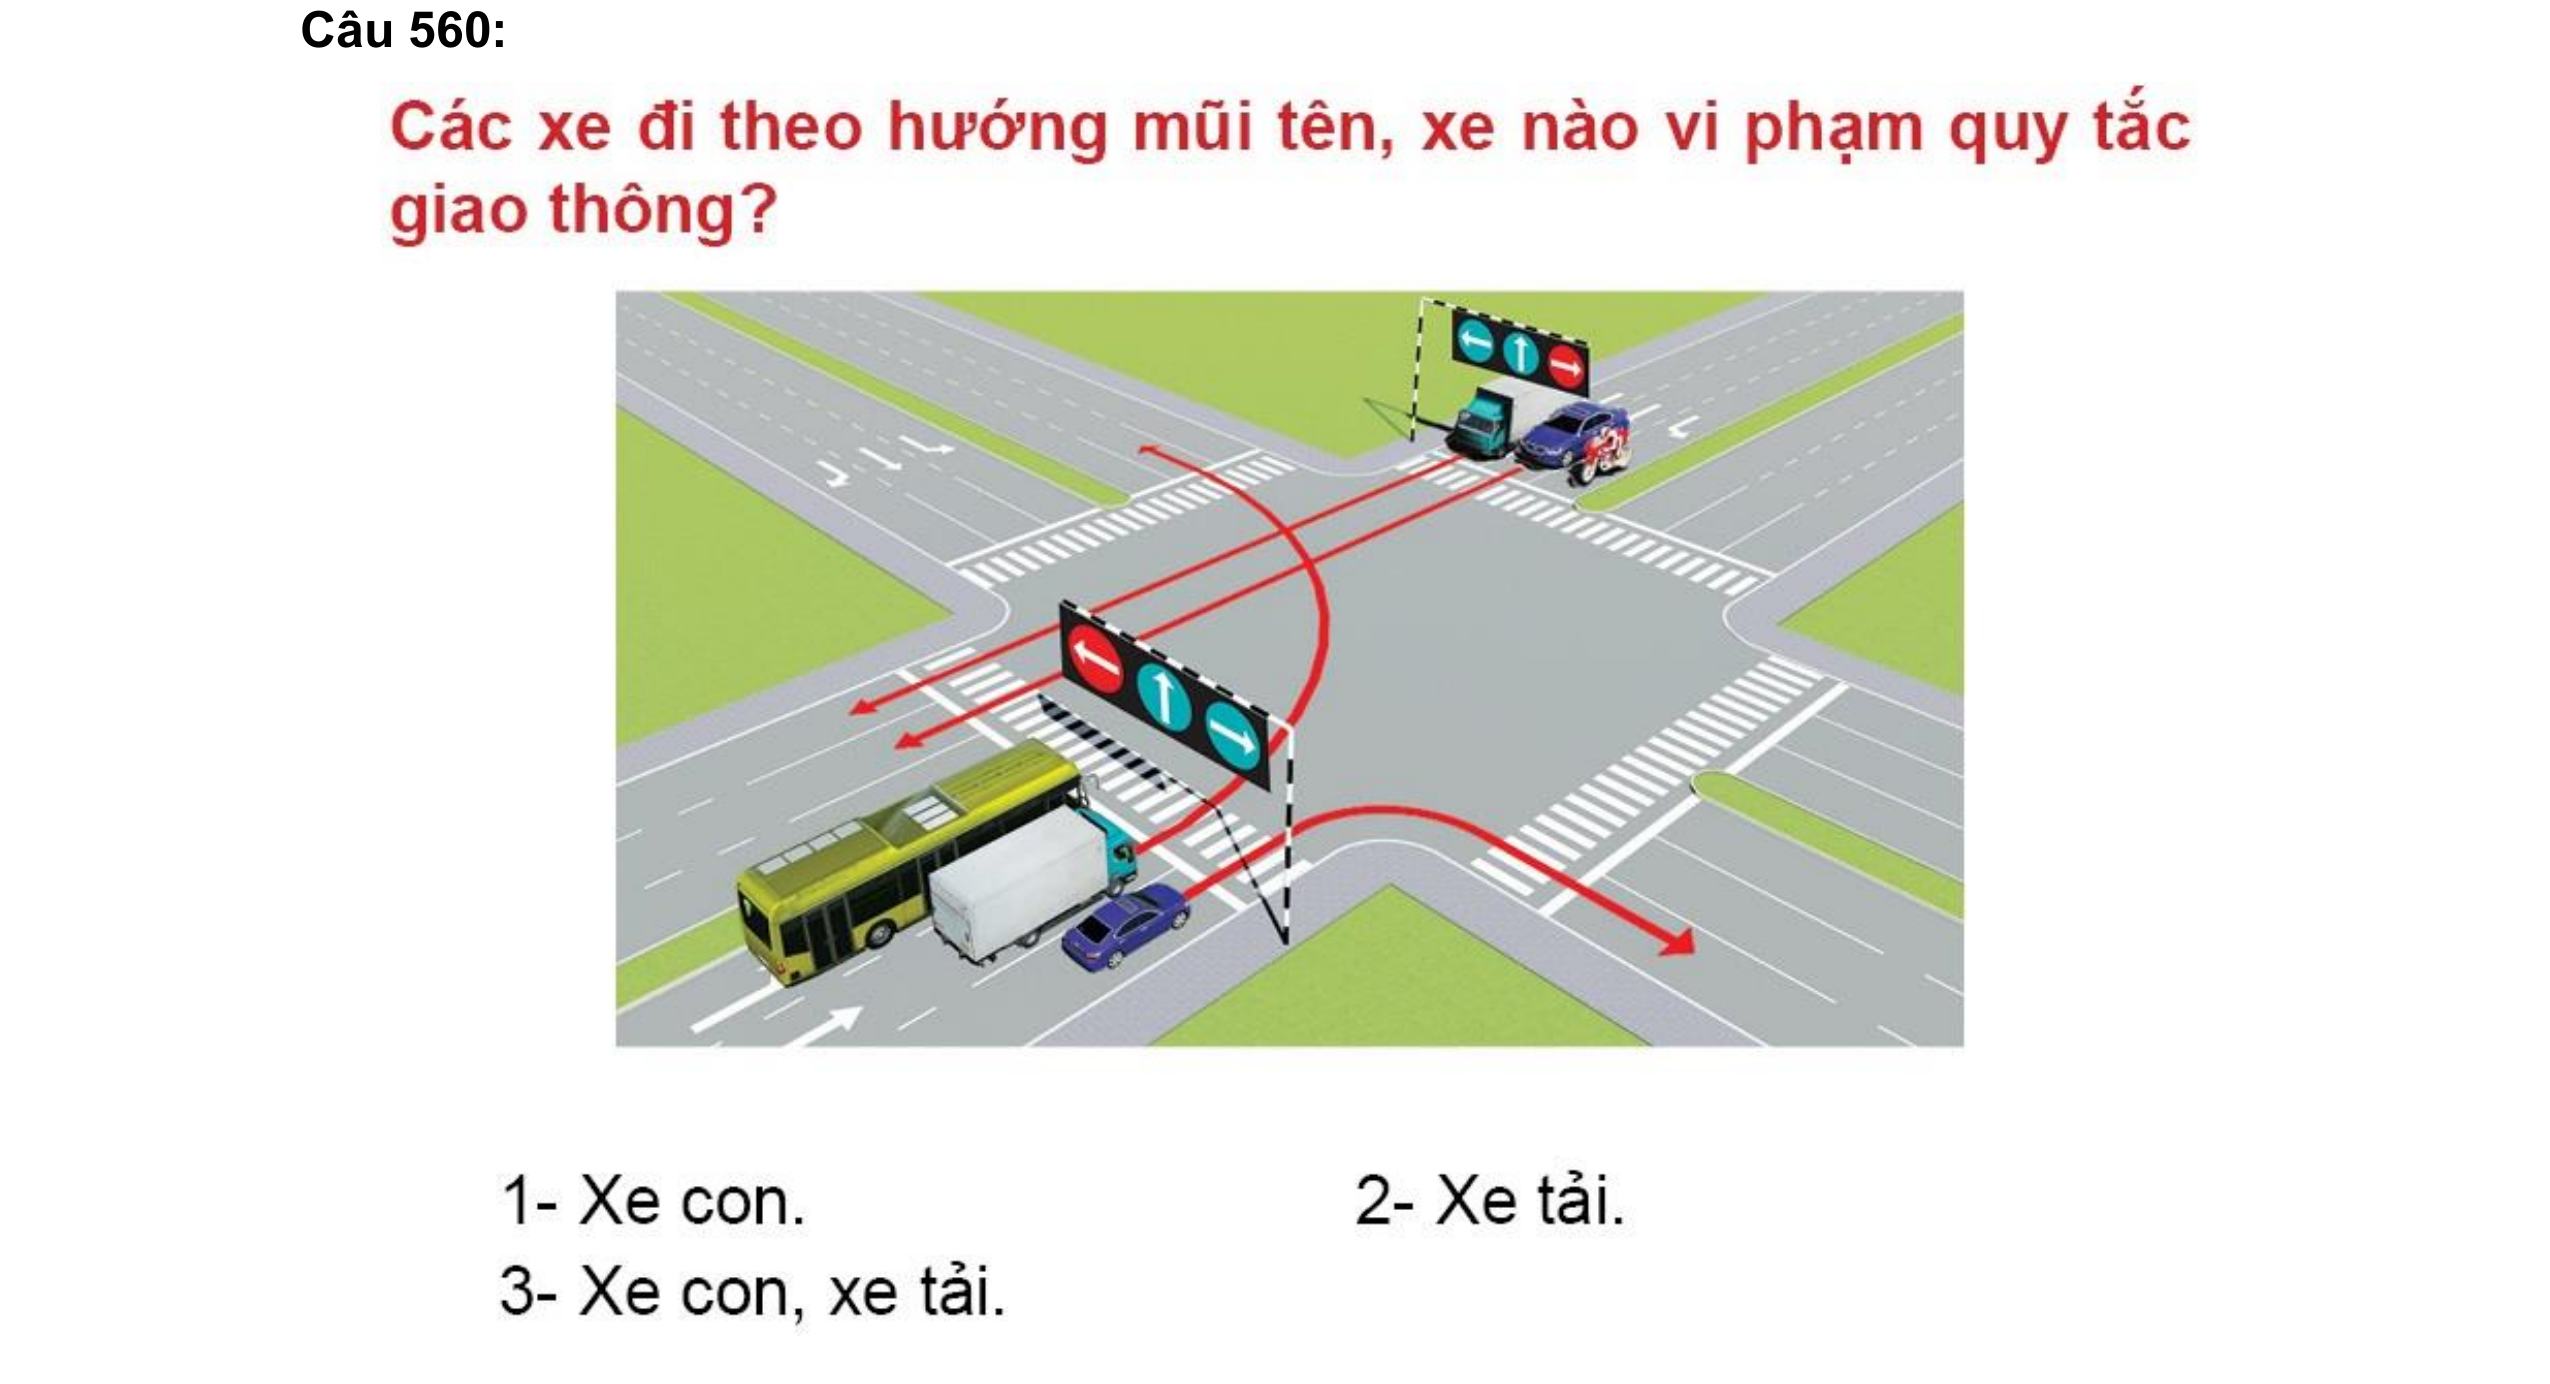 Câu 560:
Các xe đi theo hướng mũi tên, xe nào vi phạm quy tắc
giao thông?
1- Xe con.
2- Xe tải.
3- Xe con, xe tải.